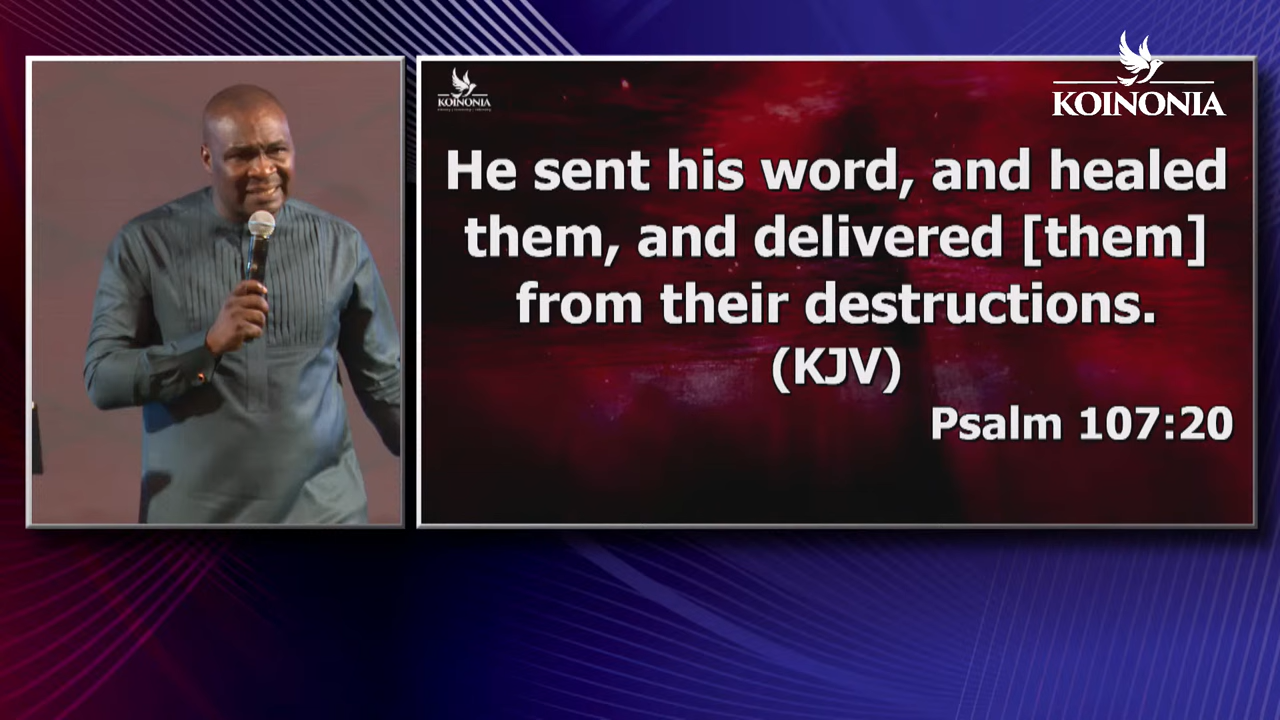 KOINONIA
KOINONIA
He sent his word, and healed
them, and delivered [them]
from their destructions.
(KJV)
Psalm 107:20